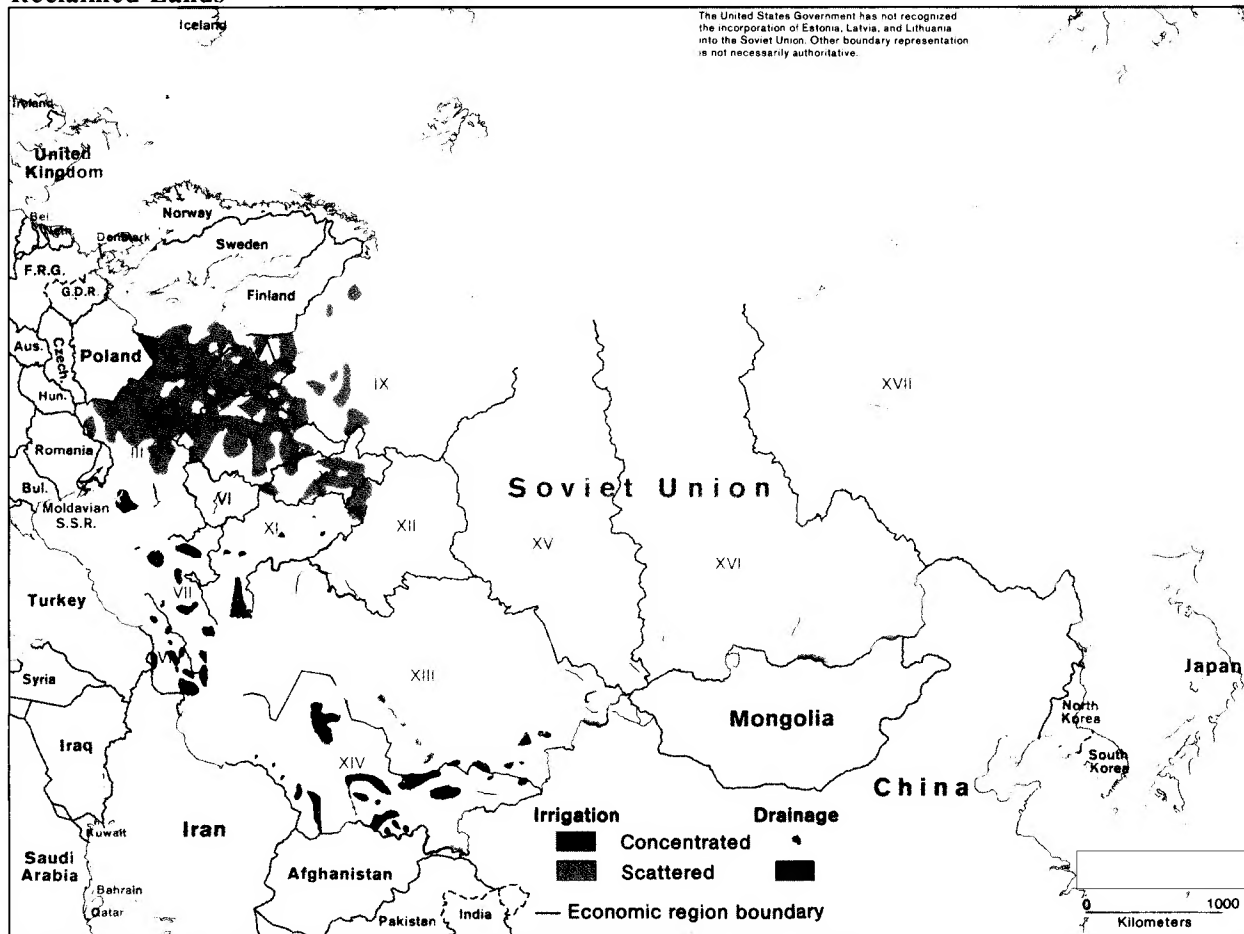 Reclaimed Lands
Iceland
The United States Government has not recognized
the incorporation of Estonia, Latvia, and Lithuania
into the Soviet Union. Other boundary representation
is not necessarily authoritative.
Ireland
United
Kingdom
Norway
Bel.
Denmark
Sweden
F.R.G.
G.D.R.
Finland
Aus.
Czech.
Poland
IX
XVII
Hun.
Romania
III
Soviet Union
Bul.
VI
Moldavian
S.S.R.
XI
XII
XV
XVI
VII
Turkey
Syria
XIII
Japan
Mongolia
North
Korea
Iraq
South
Korea
XIV
China
Irrigation
Drainage
Iran
Kuwait
Concentrated
Saudi
Arabia
Afghanistan
Scattered
Bahrain
Qatar
Pakistan
India
Economic region boundary
0
1000
Kilometers